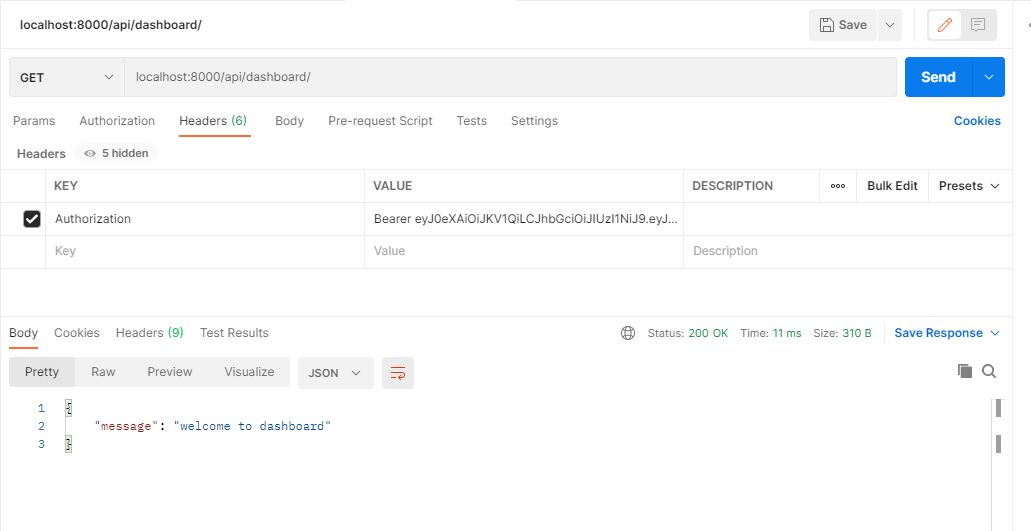 localhost:8000/api/dashboard/
Save
GET
localhost:8000/api/dashboard/
Send
Params Authorization Headers (6) Body Pre-request Script Tests Settings Cookies
Headers 5 hidden
KEY VALUE DESCRIPTION ooo Bulk Edit Presets
Authorization Bearer eyJ0eXAiOiJKV1QiLCJhbGciOiJIUzI1NiJ9.eyJ...
Key Value Description
Body Cookies Headers (9) Test Results Status: 200 OK Time: 11 ms Size: 310 B Save Response
Pretty Raw Preview Visualize JSON
1 {
2 "message": "welcome to dashboard"
3 }